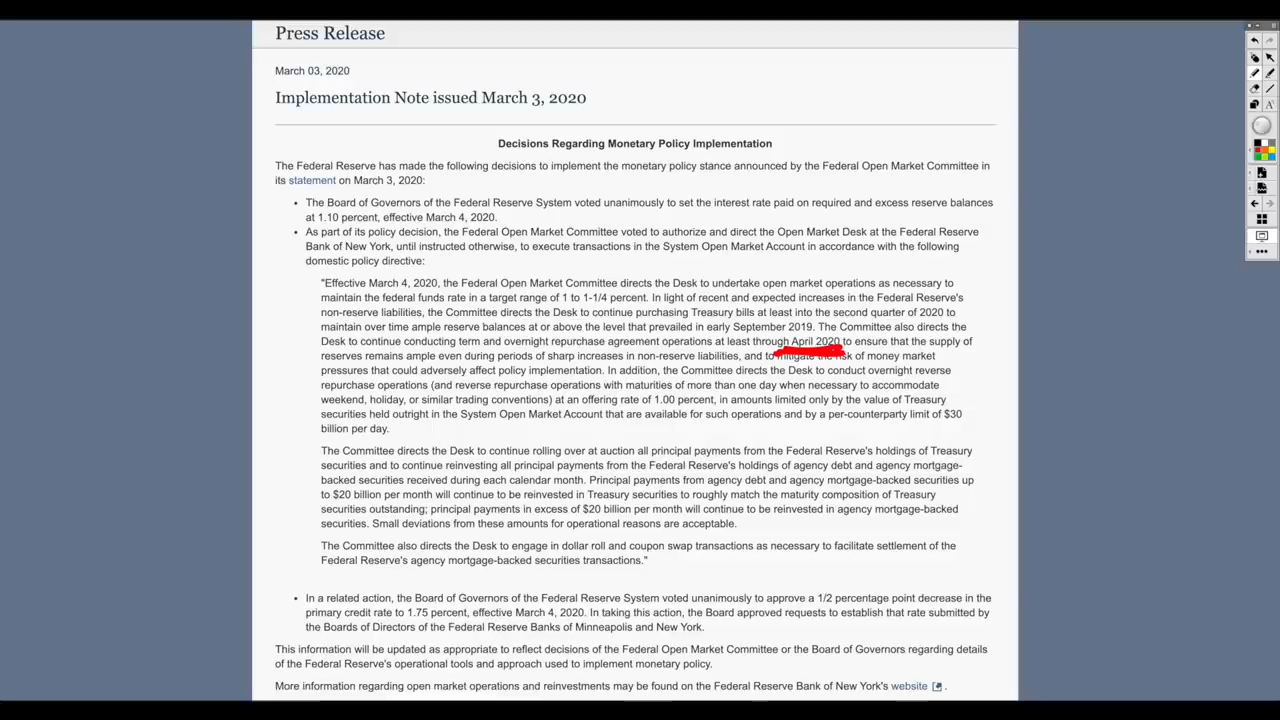 Press Release
March 03, 2020
Implementation Note issued March 3, 2020
Decisions Regarding Monetary Policy Implementation
The Federal Reserve has made the following decisions to implement the monetary policy stance announced by the Federal Open Market Committee in
its statement on March 3, 2020:
• The Board of Governors of the Federal Reserve System voted unanimously to set the interest rate paid on required and excess reserve balances
at 1.10 percent, effective March 4, 2020.
• As part of its policy decision, the Federal Open Market Committee voted to authorize and direct the Open Market Desk at the Federal Reserve
Bank of New York, until instructed otherwise, to execute transactions in the System Open Market Account in accordance with the following
domestic policy directive:
"Effective March 4, 2020, the Federal Open Market Committee directs the Desk to undertake open market operations as necessary to
maintain the federal funds rate in a target range of 1 to 1-1/4 percent. In light of recent and expected increases in the Federal Reserve's
non-reserve liabilities, the Committee directs the Desk to continue purchasing Treasury bills at least into the second quarter of 2020 to
maintain over time ample reserve balances at or above the level that prevailed in early September 2019. The Committee also directs the
Desk to continue conducting term and overnight repurchase agreement operations at least through April 2020 to ensure that the supply of
reserves remains ample even during periods of sharp increases in non-reserve liabilities, and to mitigate the risk of money market
pressures that could adversely affect policy implementation. In addition, the Committee directs the Desk to conduct overnight reverse
repurchase operations (and reverse repurchase operations with maturities of more than one day when necessary to accommodate
weekend, holiday, or similar trading conventions) at an offering rate of 1.00 percent, in amounts limited only by the value of Treasury
securities held outright in the System Open Market Account that are available for such operations and by a per-counterparty limit of $30
billion per day.
The Committee directs the Desk to continue rolling over at auction all principal payments from the Federal Reserve's holdings of Treasury
securities and to continue reinvesting all principal payments from the Federal Reserve's holdings of agency debt and agency mortgage-
backed securities received during each calendar month. Principal payments from agency debt and agency mortgage-backed securities up
to $20 billion per month will continue to be reinvested in Treasury securities to roughly match the maturity composition of Treasury
securities outstanding; principal payments in excess of $20 billion per month will continue to be reinvested in agency mortgage-backed
securities. Small deviations from these amounts for operational reasons are acceptable.
The Committee also directs the Desk to engage in dollar roll and coupon swap transactions as necessary to facilitate settlement of the
Federal Reserve's agency mortgage-backed securities transactions."
• In a related action, the Board of Governors of the Federal Reserve System voted unanimously to approve a 1/2 percentage point decrease in the
primary credit rate to 1.75 percent, effective March 4, 2020. In taking this action, the Board approved requests to establish that rate submitted by
the Boards of Directors of the Federal Reserve Banks of Minneapolis and New York.
This information will be updated as appropriate to reflect decisions of the Federal Open Market Committee or the Board of Governors regarding details
of the Federal Reserve's operational tools and approach used to implement monetary policy.
More information regarding open market operations and reinvestments may be found on the Federal Reserve Bank of New York's website .